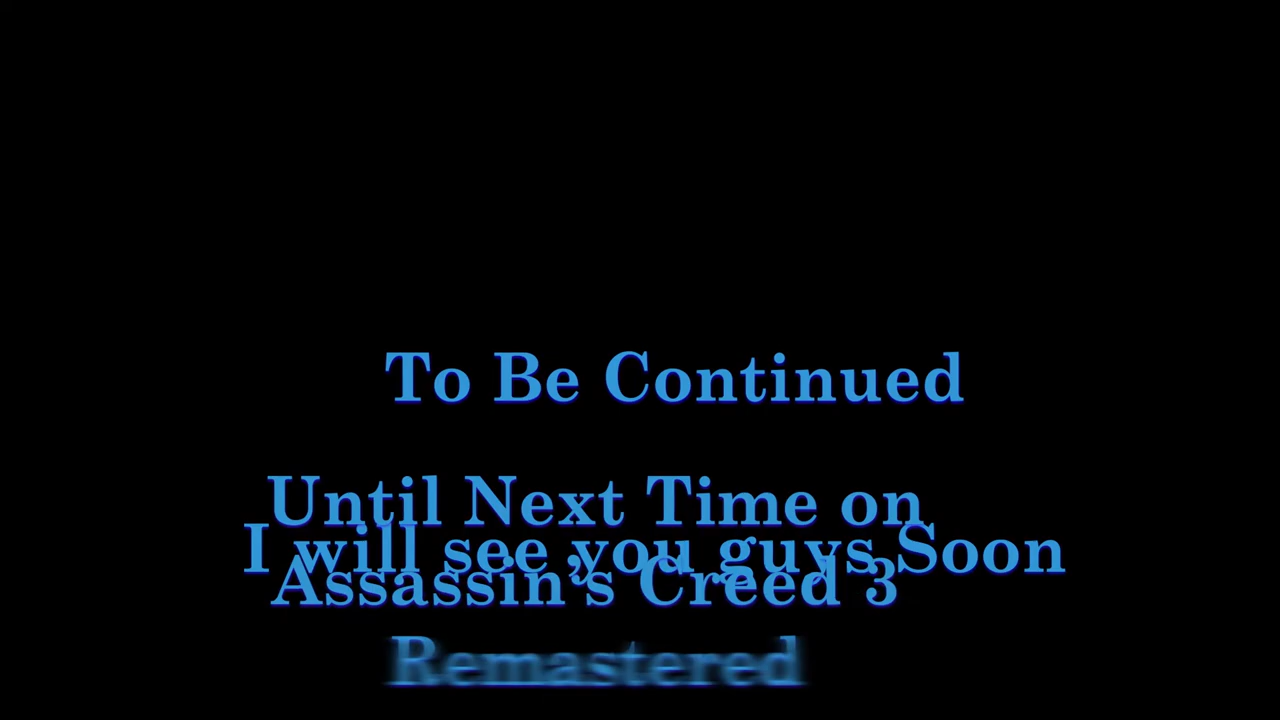 To Be Continued
Until Next Time on
I will see you guys Soon
Assassin's Creed 3
Remastered